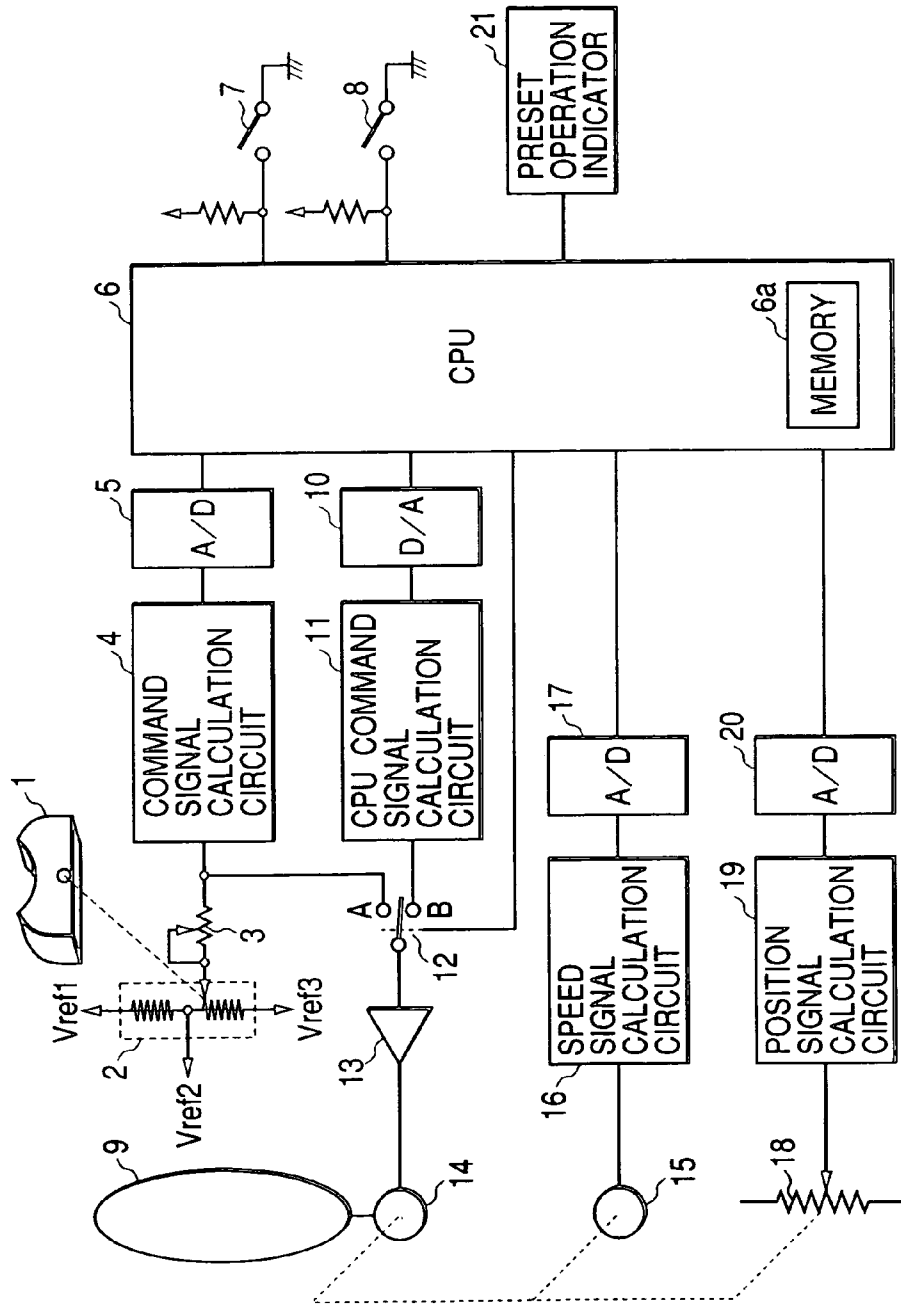 1
Vref1
2
Vref2
Vref3
3
4
COMMAND
SIGNAL
CALCULATION
CIRCUIT
5
A/D
6
CPU
6a
MEMORY
7
8
9
10
D/A
11
CPU COMMAND
SIGNAL
CALCULATION
CIRCUIT
A
B
12
13
14
15
16
SPEED
SIGNAL
CALCULATION
CIRCUIT
17
A/D
18
19
POSITION
SIGNAL
CALCULATION
CIRCUIT
20
A/D
21
PRESET
OPERATION
INDICATOR